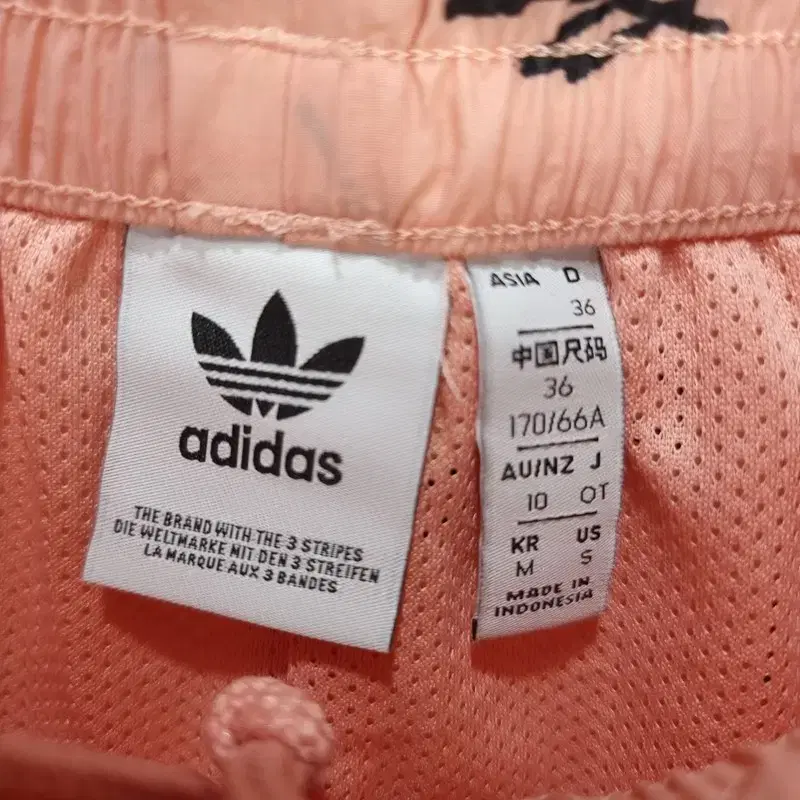 adidas
THE BRAND WITH THE 3 STRIPES
DIE WELTMARKE MIT DEN 3 STREIFEN
LA MARQUE AUX 3 BANDES
ASIA D
36
中国尺码
36
170/66A
AU/NZ J
10 OT
KR US
M S
MADE IN
INDONESIA